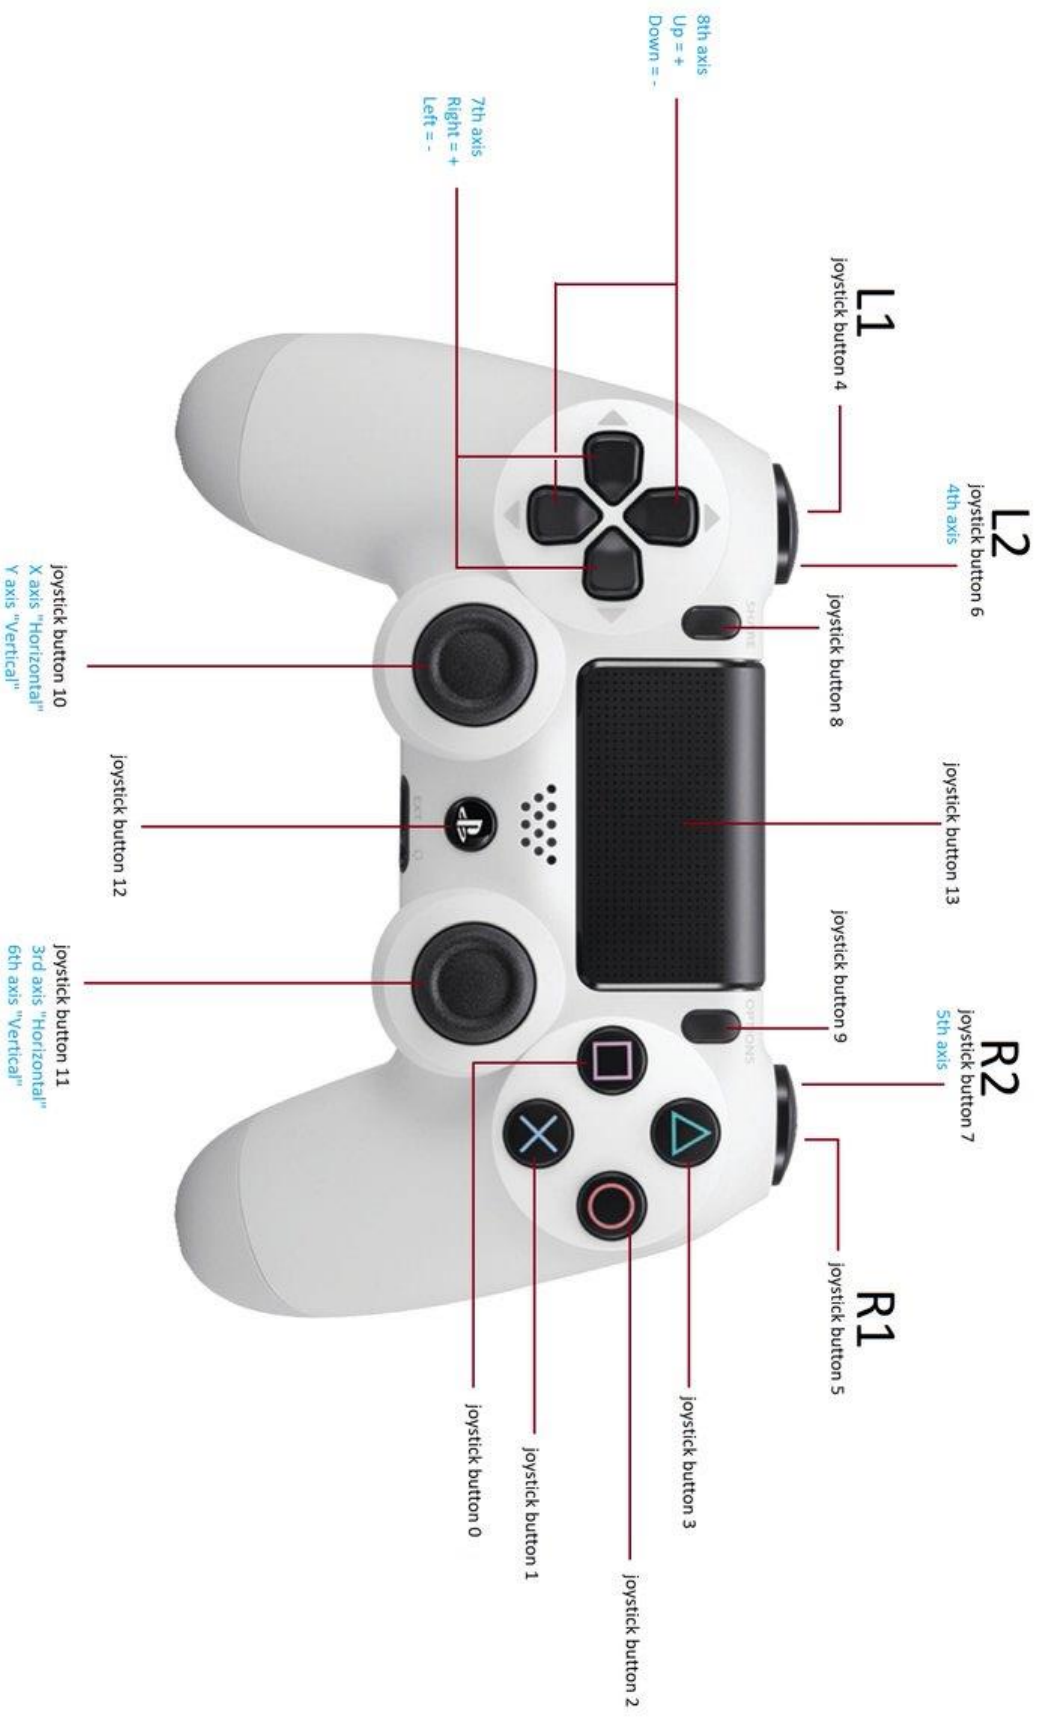 L2
joystick button 6
4th axis
R2
joystick button 7
5th axis
joystick button 13
L1
joystick button 4
R1
joystick button 5
joystick button 8
joystick button 9
SHARE
OPTIONS
8th axis
Up = +
Down = -
joystick button 3
joystick button 2
joystick button 1
7th axis
Right = +
Left = -
joystick button 0
EXT
joystick button 12
joystick button 10
X axis "Horizontal"
Y axis "Vertical"
joystick button 11
3rd axis "Horizontal"
6th axis "Vertical"